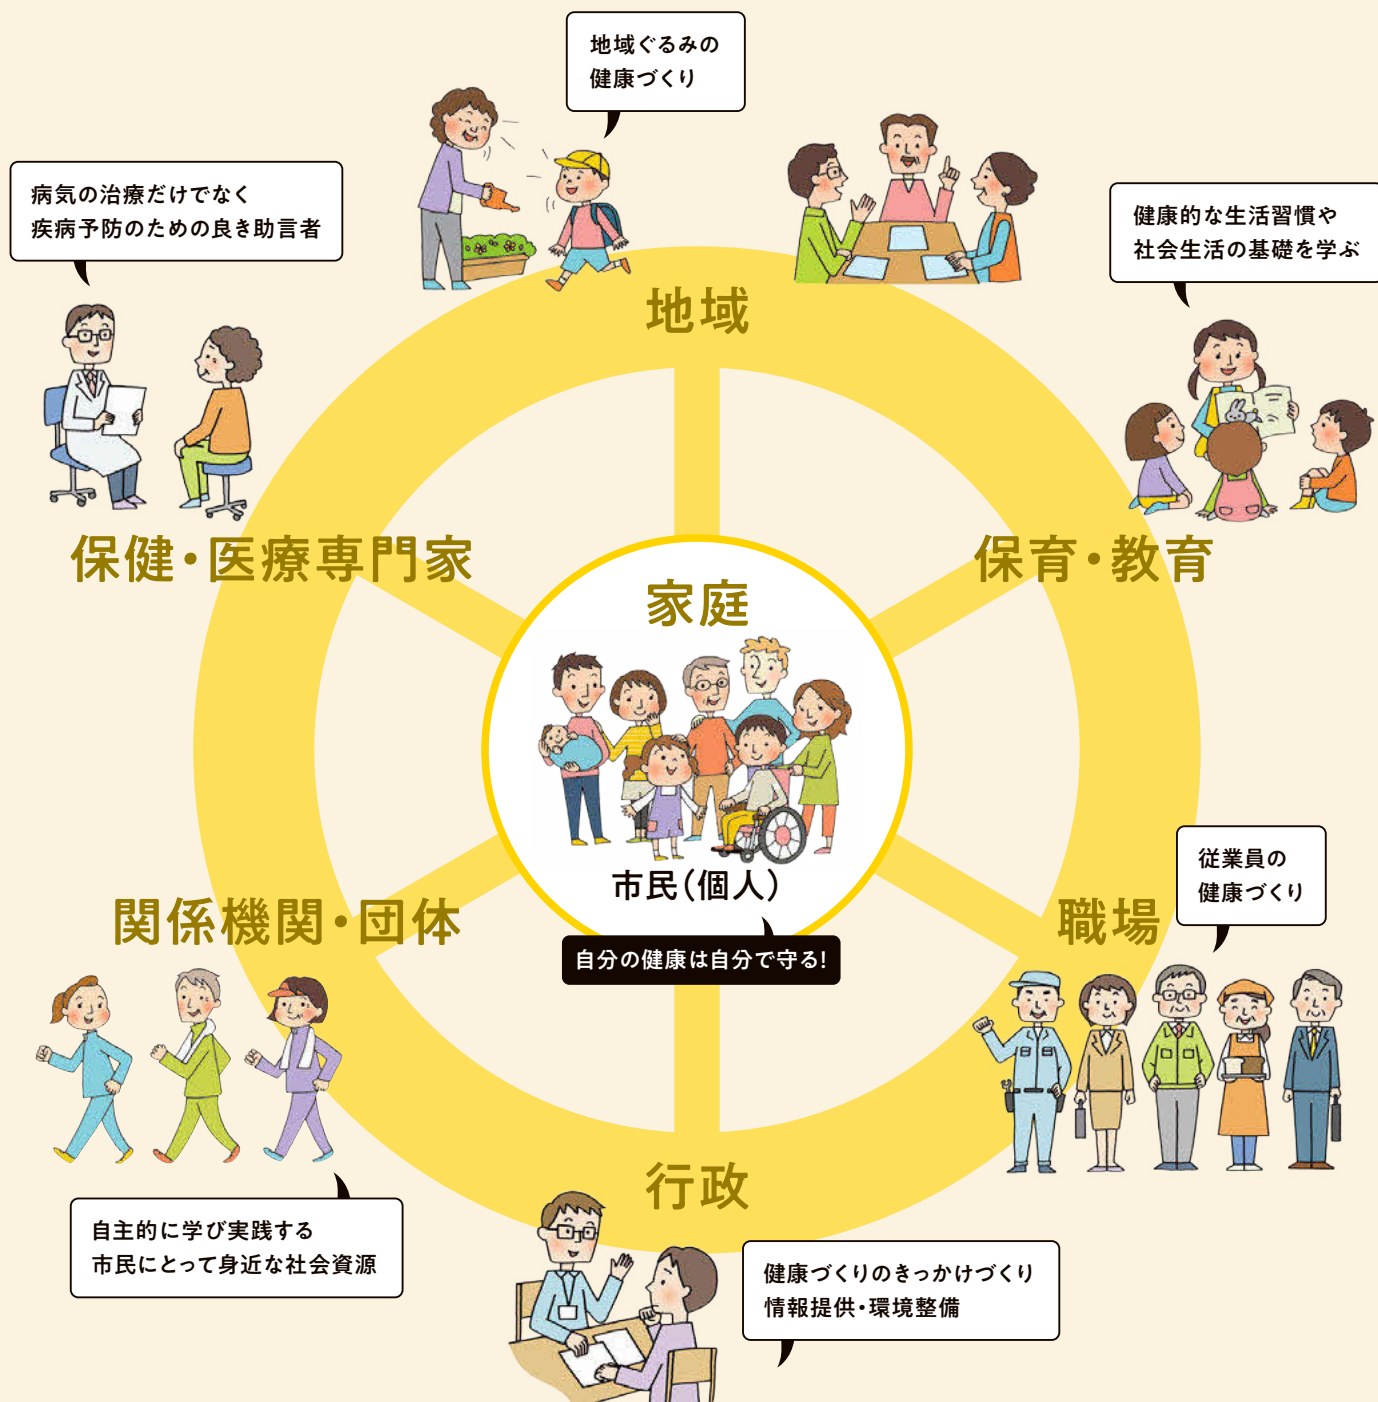 地域ぐるみの
健康づくり
病気の治療だけでなく
疾病予防のための良き助言者
健康的な生活習慣や
社会生活の基礎を学ぶ
地域
保健・医療専門家
保育・教育
家庭
市民(個人)
自分の健康は自分で守る!
関係機関・団体
職場
従業員の
健康づくり
行政
自主的に学び実践する
市民にとって身近な社会資源
健康づくりのきっかけづくり
情報提供・環境整備